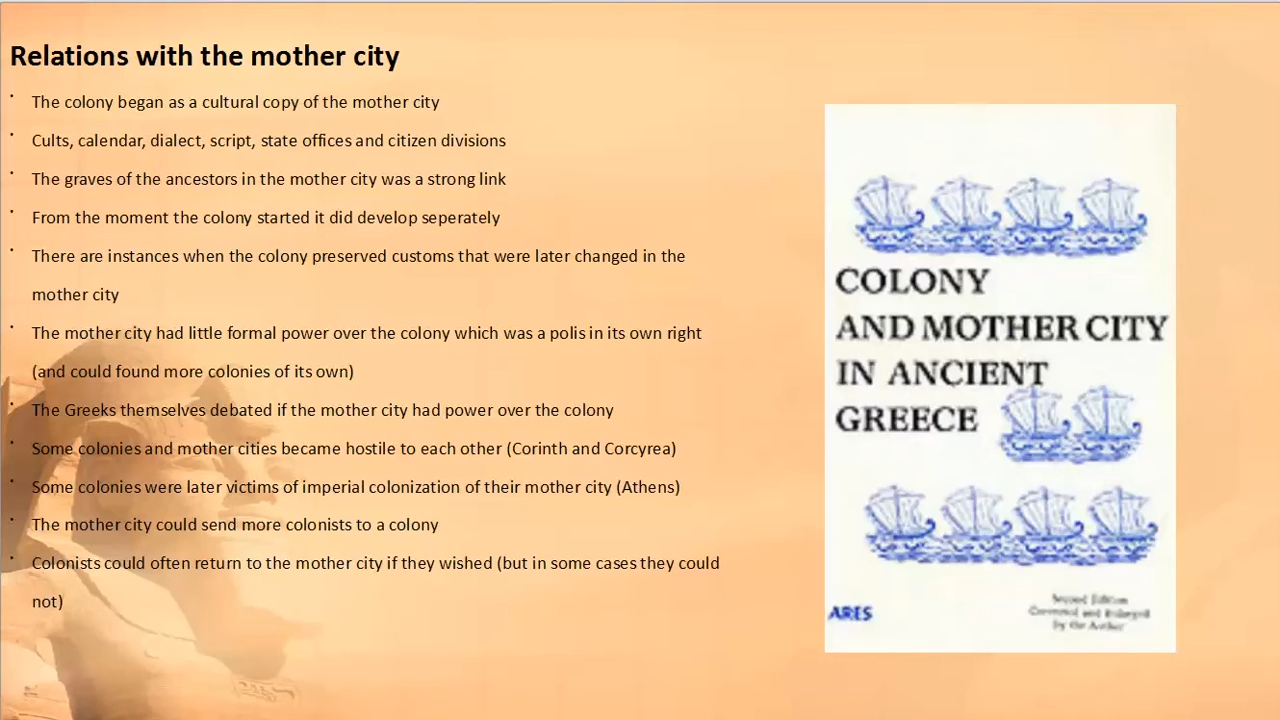 Relations with the mother city
The colony began as a cultural copy of the mother city
Cults, calendar, dialect, script, state offices and citizen divisions
The graves of the ancestors in the mother city was a strong link
From the moment the colony started it did develop seperately
There are instances when the colony preserved customs that were later changed in the
mother city
The mother city had little formal power over the colony which was a polis in its own right
(and could found more colonies of its own)
The Greeks themselves debated if the mother city had power over the colony
Some colonies and mother cities became hostile to each other (Corinth and Corcyrea)
Some colonies were later victims of imperial colonization of their mother city (Athens)
The mother city could send more colonists to a colony
Colonists could often return to the mother city if they wished (but in some cases they could
not)
COLONY
AND MOTHER CITY
IN ANCIENT
GREECE
ARES
Second Edition
Corrected and Enlarged
by the Author